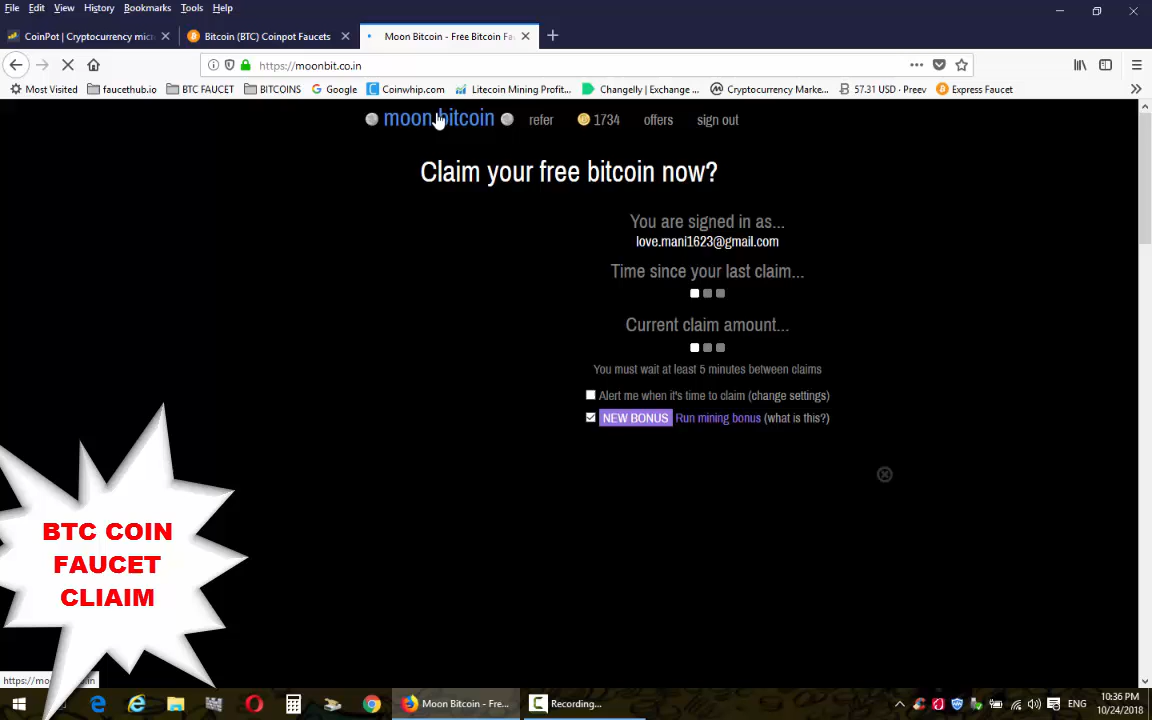 File Edit View History Bookmarks Tools Help
CoinPot | Cryptocurrency micr
Bitcoin (BTC) Coinpot Faucets
Moon Bitcoin - Free Bitcoin Fa
https://moonbit.co.in
Most Visited faucethub.io BTC FAUCET BITCOINS Google Coinwhip.com Litecoin Mining Profit... Changelly | Exchange ... Cryptocurrency Marke... 57.31 USD · Preev Express Faucet
moon bitcoin refer 1734 offers sign out
Claim your free bitcoin now?
You are signed in as...
love.mani1623@gmail.com
Time since your last claim...
Current claim amount...
You must wait at least 5 minutes between claims
Alert me when it's time to claim (change settings)
NEW BONUS Run mining bonus (what is this?)
BTC COIN
FAUCET
CLIAIM
https://moonbit.co.in
Moon Bitcoin - Fre... Recording... ENG 10:36 PM
10/24/2018